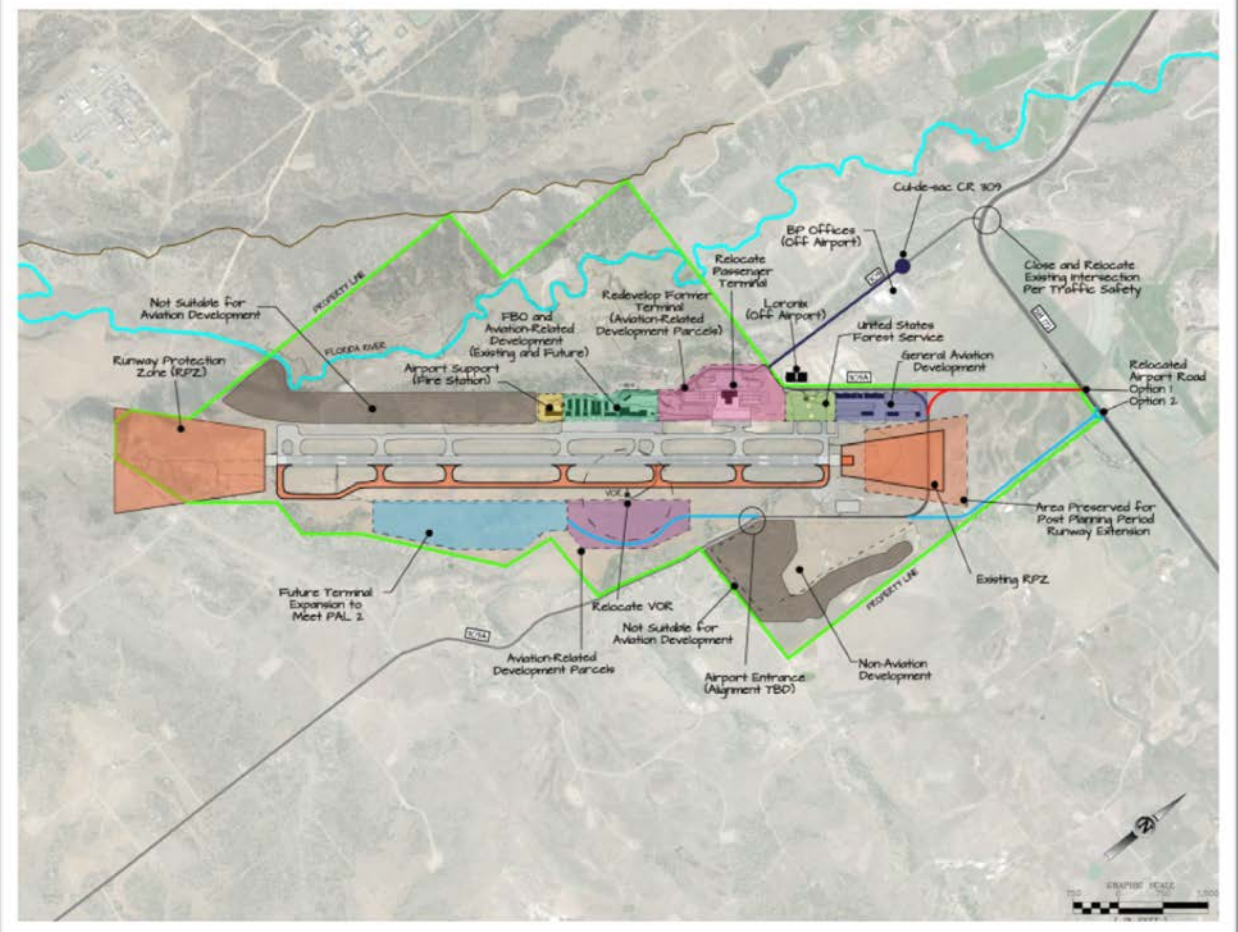 Cul-de-sac CR 309
BP Offices
(Off Airport)
Relocate
Passenger
Terminal
Close and Relocate
Existing Intersection
Per Traffic Safety
PROPERTY LINE
Not Suitable for
Aviation Development
FBO and
Aviation-Related
Development
(Existing and Future)
Redevelop Former
Terminal
(Aviation-Related
Development Parcels)
Loronix
(Off Airport)
United States
Forest Service
General Aviation
Development
FLORIDA RIVER
Runway Protection
Zone (RPZ)
Airport Support
(Fire Station)
309A
Relocated
Airport Road
Option 1
Option 2
VOR
Area Preserved for
Post Planning Period
Runway Extension
Existing RPZ
PROPERTY LINE
Future Terminal
Expansion to
Meet PAL 2
Relocate VOR
Not Suitable for
Aviation Development
309A
Aviation-Related
Development Parcels
Airport Entrance
(Alignment TBD)
Non-Aviation
Development
N
GRAPHIC SCALE